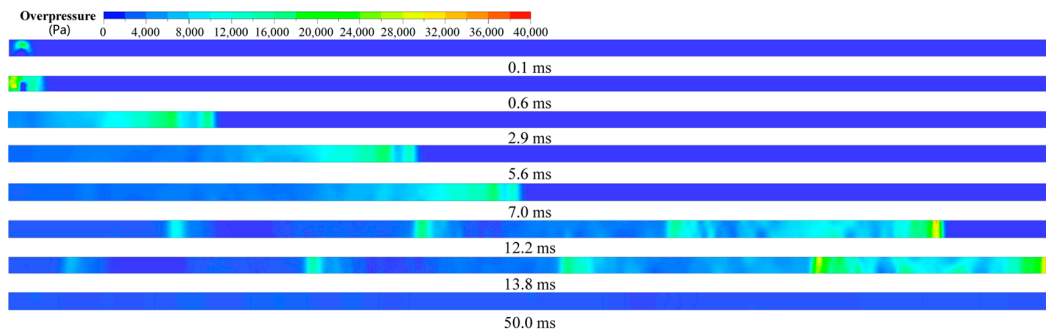 Overpressure
(Pa) 0 4,000 8,000 12,000 16,000 20,000 24,000 28,000 32,000 36,000 40,000
0.1 ms
0.6 ms
2.9 ms
5.6 ms
7.0 ms
12.2 ms
13.8 ms
50.0 ms